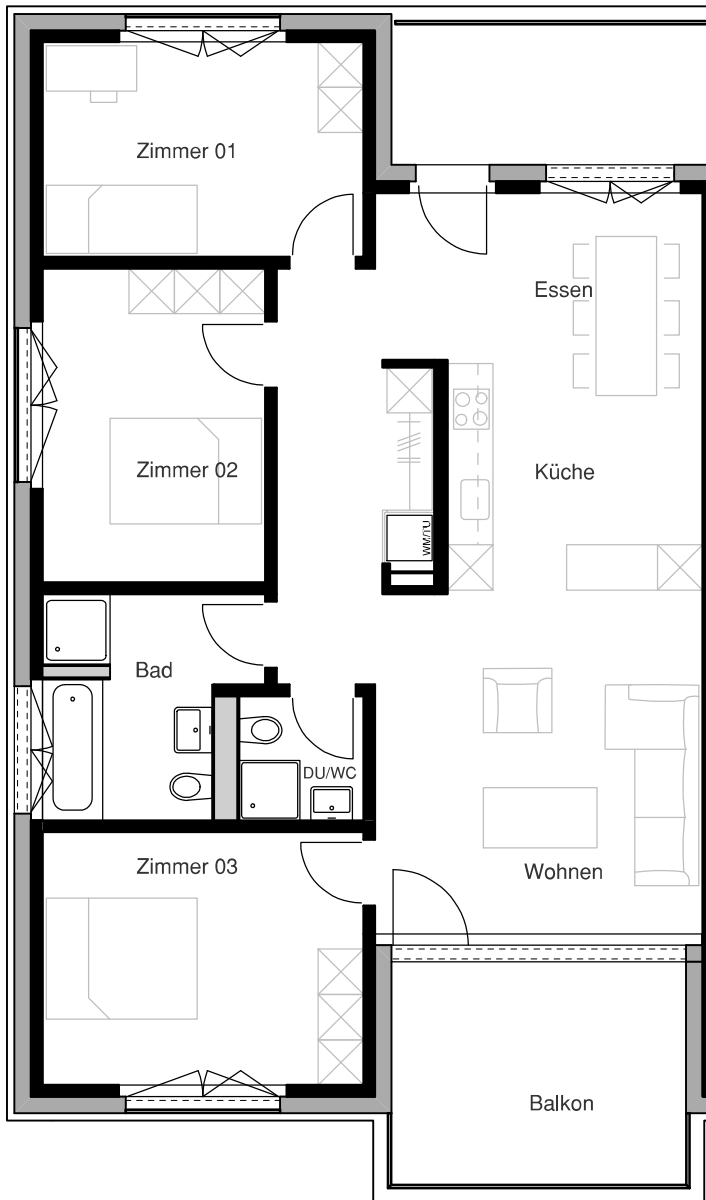 Zimmer 01
Essen
Zimmer 02
Küche
WM/TU
Bad
DU/WC
Zimmer 03
Wohnen
Balkon